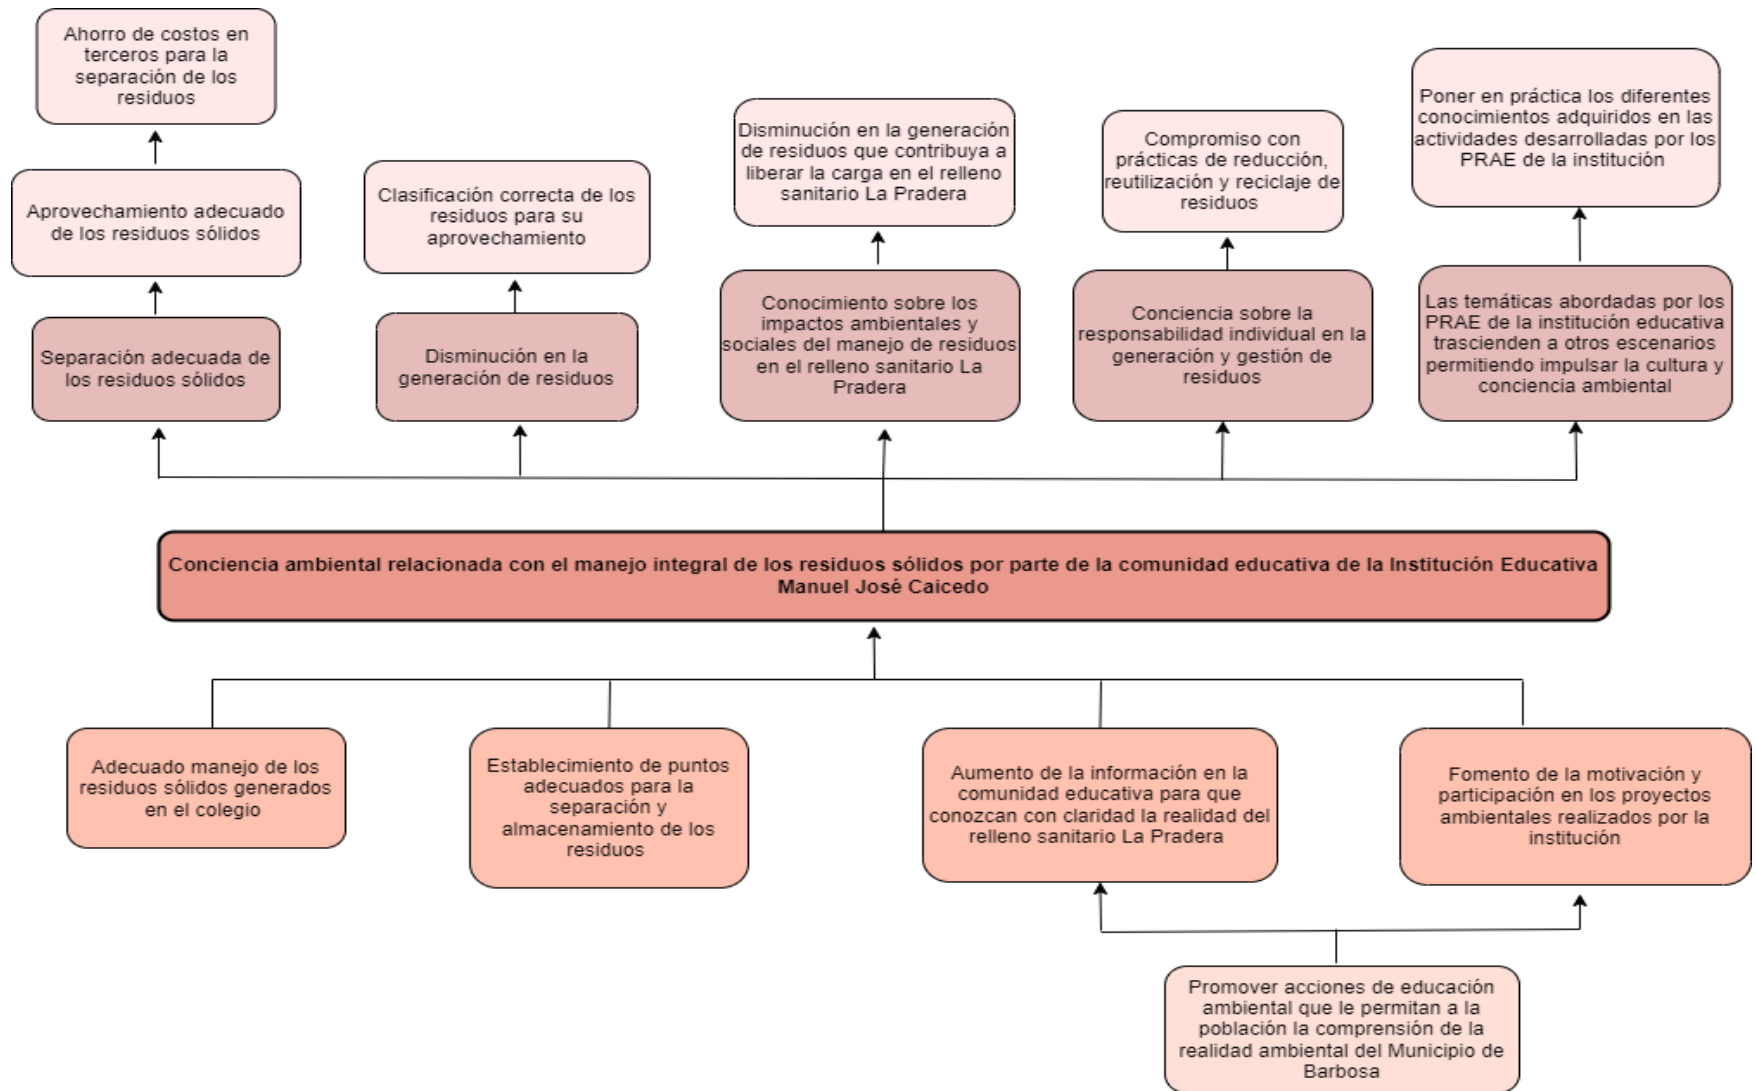 Ahorro de costos en
terceros para la
separación de los
residuos
Aprovechamiento adecuado
de los residuos sólidos
Separación adecuada de
los residuos sólidos
Clasificación correcta de los
residuos para su
aprovechamiento
Disminución en la
generación de residuos
Disminución en la generación
de residuos que contribuya a
liberar la carga en el relleno
sanitario La Pradera
Conocimiento sobre los
impactos ambientales y
sociales del manejo de residuos
en el relleno sanitario La
Pradera
Compromiso con
prácticas de reducción,
reutilización y reciclaje de
residuos
Conciencia sobre la
responsabilidad individual en la
generación y gestión de
residuos
Poner en práctica los diferentes
conocimientos adquiridos en las
actividades desarrolladas por los
PRAE de la institución
Las temáticas abordadas por los
PRAE de la institución educativa
trascienden a otros escenarios
permitiendo impulsar la cultura y
conciencia ambiental
Conciencia ambiental relacionada con el manejo integral de los residuos sólidos por parte de la comunidad educativa de la Institución Educativa
Manuel José Caicedo
Adecuado manejo de los
residuos sólidos generados
en el colegio
Establecimiento de puntos
adecuados para la
separación y
almacenamiento de los
residuos
Aumento de la información en la
comunidad educativa para que
conozcan con claridad la realidad del
relleno sanitario La Pradera
Fomento de la motivación y
participación en los proyectos
ambientales realizados por la
institución
Promover acciones de educación
ambiental que le permitan a la
población la comprensión de la
realidad ambiental del Municipio de
Barbosa